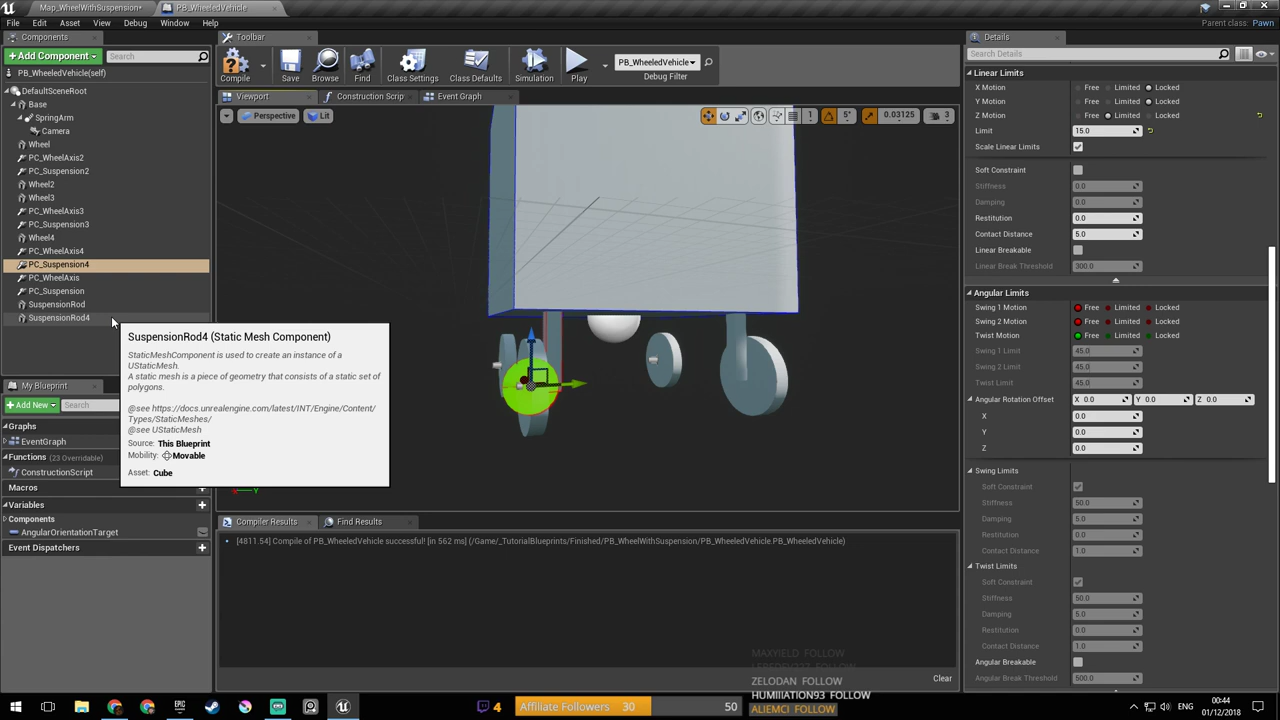 Map_WheelWithSuspension*
PB_WheeledVehicle
File Edit Asset View Debug Window Help
Parent class: Pawn
Components
+Add Component
Search
PB_WheeledVehicle(self)
DefaultSceneRoot
Base
SpringArm
Camera
Wheel
PC_WheelAxis2
PC_Suspension2
Wheel2
Wheel3
PC_WheelAxis3
PC_Suspension3
Wheel4
PC_WheelAxis4
PC_Suspension4
PC_WheelAxis
PC_Suspension
SuspensionRod
SuspensionRod4
SuspensionRod4 (Static Mesh Component)
StaticMeshComponent is used to create an instance of a
UStaticMesh.
A static mesh is a piece of geometry that consists of a static set of
polygons.
@see https://docs.unrealengine.com/latest/INT/Engine/Content/
Types/StaticMeshes/
@see UStaticMesh
Source: This Blueprint
Mobility: Movable
Asset: Cube
My Blueprint
+Add New
Search
Graphs
EventGraph
Functions (23 Overridable)
ConstructionScript
Macros
Variables
Components
AngularOrientationTarget
Event Dispatchers
Toolbar
Compile
Save
Browse
Find
Class Settings
Class Defaults
Simulation
Play
PB_WheeledVehicle
Debug Filter
Viewport
Construction Scrip
Event Graph
Perspective
Lit
1
5°
0.03125
3
Y
Compiler Results
Find Results
[4811.54] Compile of PB_WheeledVehicle successful! [in 562 ms] (/Game/_TutorialBlueprints/Finished/PB_WheelWithSuspension/PB_WheeledVehicle.PB_WheeledVehicle)
Clear
Details
Search Details
Linear Limits
X Motion Free Limited Locked
Y Motion Free Limited Locked
Z Motion Free Limited Locked
Limit 15.0
Scale Linear Limits
Soft Constraint
Stiffness 0.0
Damping 0.0
Restitution 0.0
Contact Distance 5.0
Linear Breakable
Linear Break Threshold 300.0
Angular Limits
Swing 1 Motion Free Limited Locked
Swing 2 Motion Free Limited Locked
Twist Motion Free Limited Locked
Swing 1 Limit 45.0
Swing 2 Limit 45.0
Twist Limit 45.0
Angular Rotation Offset X 0.0 Y 0.0 Z 0.0
X 0.0
Y 0.0
Z 0.0
Swing Limits
Soft Constraint
Stiffness 50.0
Damping 5.0
Restitution 0.0
Contact Distance 1.0
Twist Limits
Soft Constraint
Stiffness 50.0
Damping 5.0
Restitution 0.0
Contact Distance 1.0
Angular Breakable
Angular Break Threshold 500.0
MAXYIELD FOLLOW
ZELODAN FOLLOW
HUMIIIATION93 FOLLOW
ALIEMCI FOLLOW
4
Affiliate Followers 30 50
ENG
00:44
01/12/2018